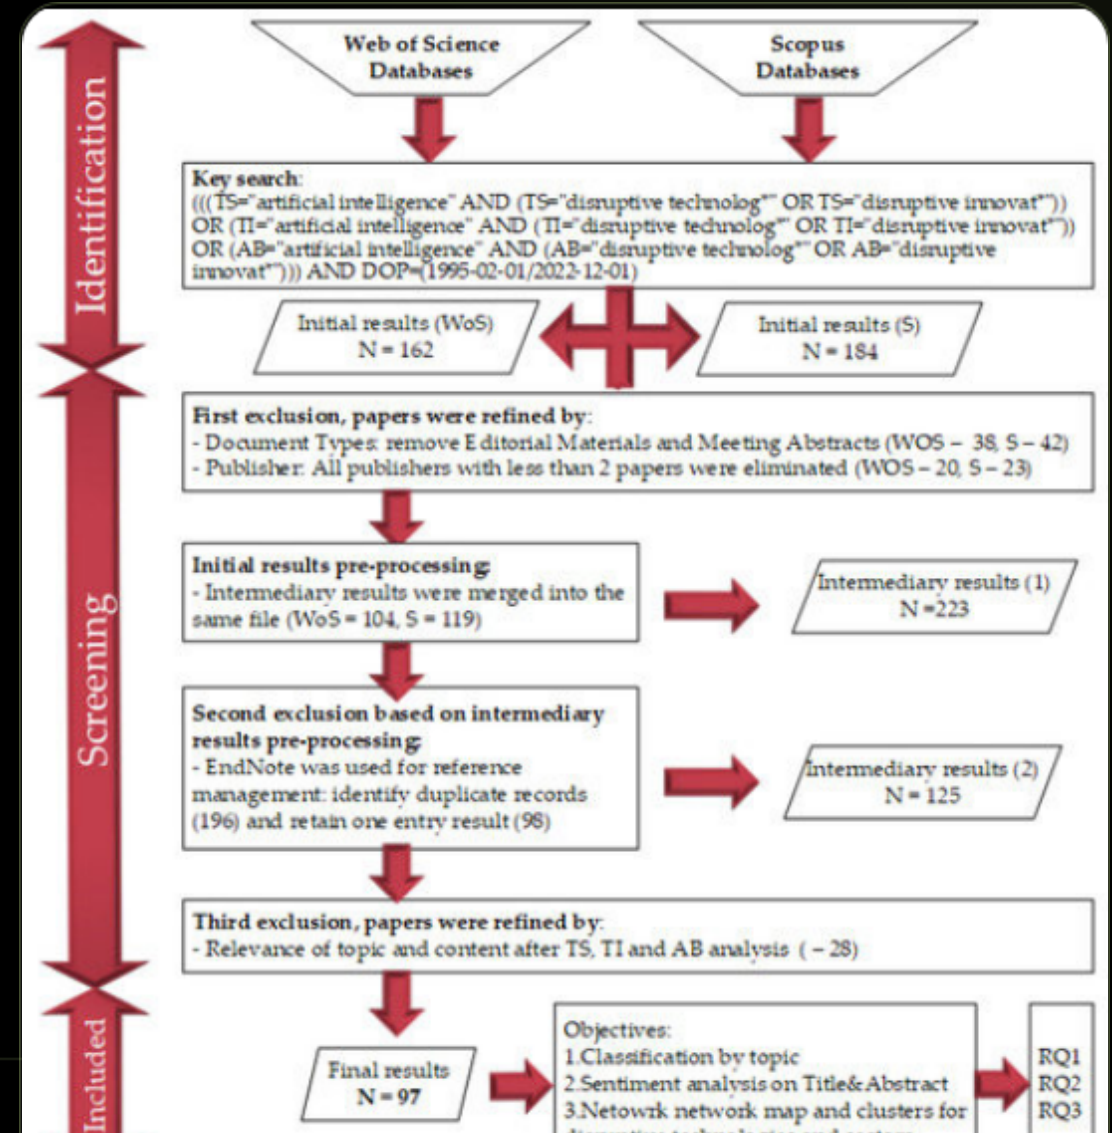 Identification
Web of Science
Databases
Scopus
Databases
Key search:
(((TS="artificial intelligence" AND (TS="disruptive technolog*" OR TS="disruptive innovat*"))
OR (TI="artificial intelligence" AND (TI="disruptive technolog*" OR TI="disruptive innovat*"))
OR (AB="artificial intelligence" AND (AB="disruptive technolog*" OR AB="disruptive
innovat*"))) AND DOP=(1995-02-01/2022-12-01)
Initial results (WoS)
N = 162
Initial results (S)
N = 184
Screening
First exclusion, papers were refined by:
- Document Types: remove Editorial Materials and Meeting Abstracts (WOS – 38, S – 42)
- Publisher: All publishers with less than 2 papers were eliminated (WOS – 20, S – 23)
Initial results pre-processing:
- Intermediary results were merged into the
same file (WoS = 104, S = 119)
Intermediary results (1)
N =223
Second exclusion based on intermediary
results pre-processing:
- EndNote was used for reference
management: identify duplicate records
(196) and retain one entry result (98)
Intermediary results (2)
N = 125
Third exclusion, papers were refined by:
- Relevance of topic and content after TS, TI and AB analysis ( – 28)
Included
Final results
N = 97
Objectives:
1.Classification by topic
2.Sentiment analysis on Title&Abstract
3.Netowrk network map and clusters for
RQ1
RQ2
RQ3